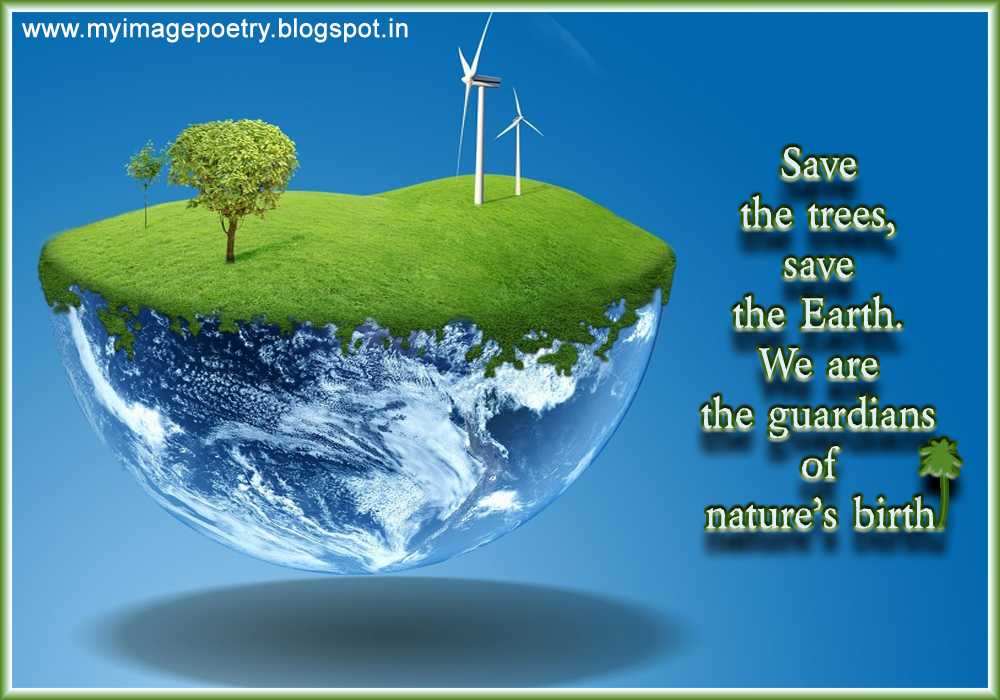 www.myimagepoetry.blogspot.in
Save
the trees,
save
the Earth.
We are
the guardians
of
nature's birth